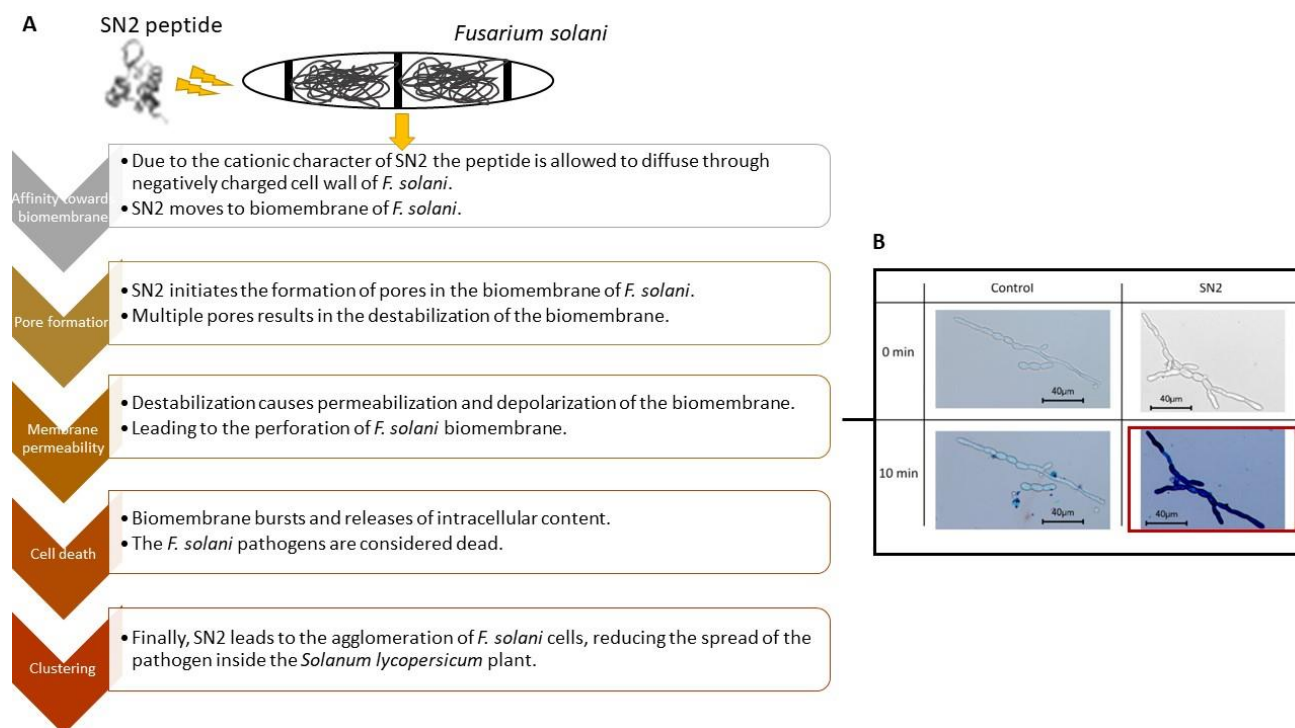 A
SN2 peptide
Fusarium solani
Affinity toward
biomembrane
• Due to the cationic character of SN2 the peptide is allowed to diffuse through
negatively charged cell wall of F. solani.
• SN2 moves to biomembrane of F. solani.
Pore formation
• SN2 initiates the formation of pores in the biomembrane of F. solani.
• Multiple pores results in the destabilization of the biomembrane.
Membrane
permeability
• Destabilization causes permeabilization and depolarization of the biomembrane.
• Leading to the perforation of F. solani biomembrane.
Cell death
• Biomembrane bursts and releases of intracellular content.
• The F. solani pathogens are considered dead.
Clustering
• Finally, SN2 leads to the agglomeration of F. solani cells, reducing the spread of the
pathogen inside the Solanum lycopersicum plant.
B
Control
SN2
0 min
40µm
40µm
10 min
40µm
40µm